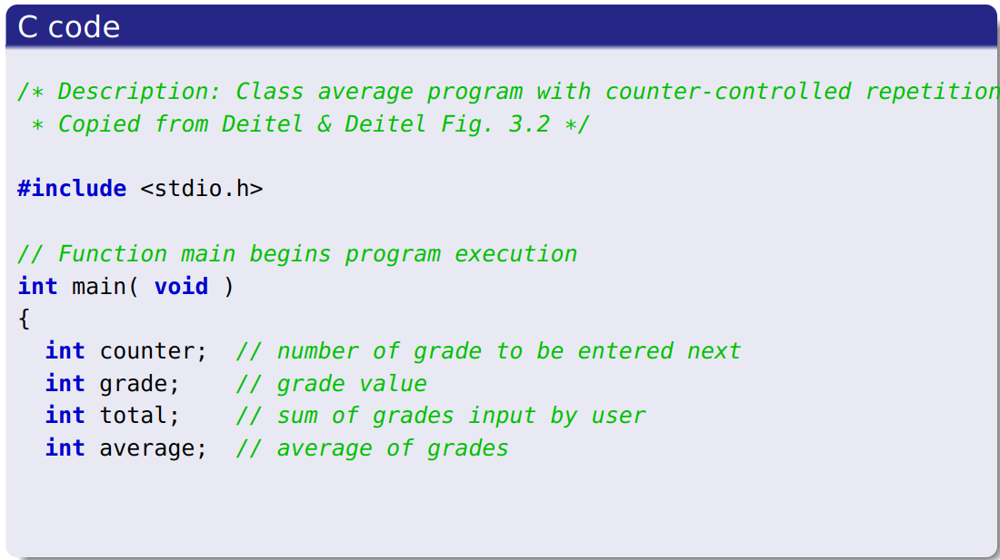 C code
/* Description: Class average program with counter-controlled repetition
 * Copied from Deitel & Deitel Fig. 3.2 */
#include <stdio.h>
// Function main begins program execution
int main( void )
{
  int counter;  // number of grade to be entered next
  int grade;    // grade value
  int total;    // sum of grades input by user
  int average;  // average of grades